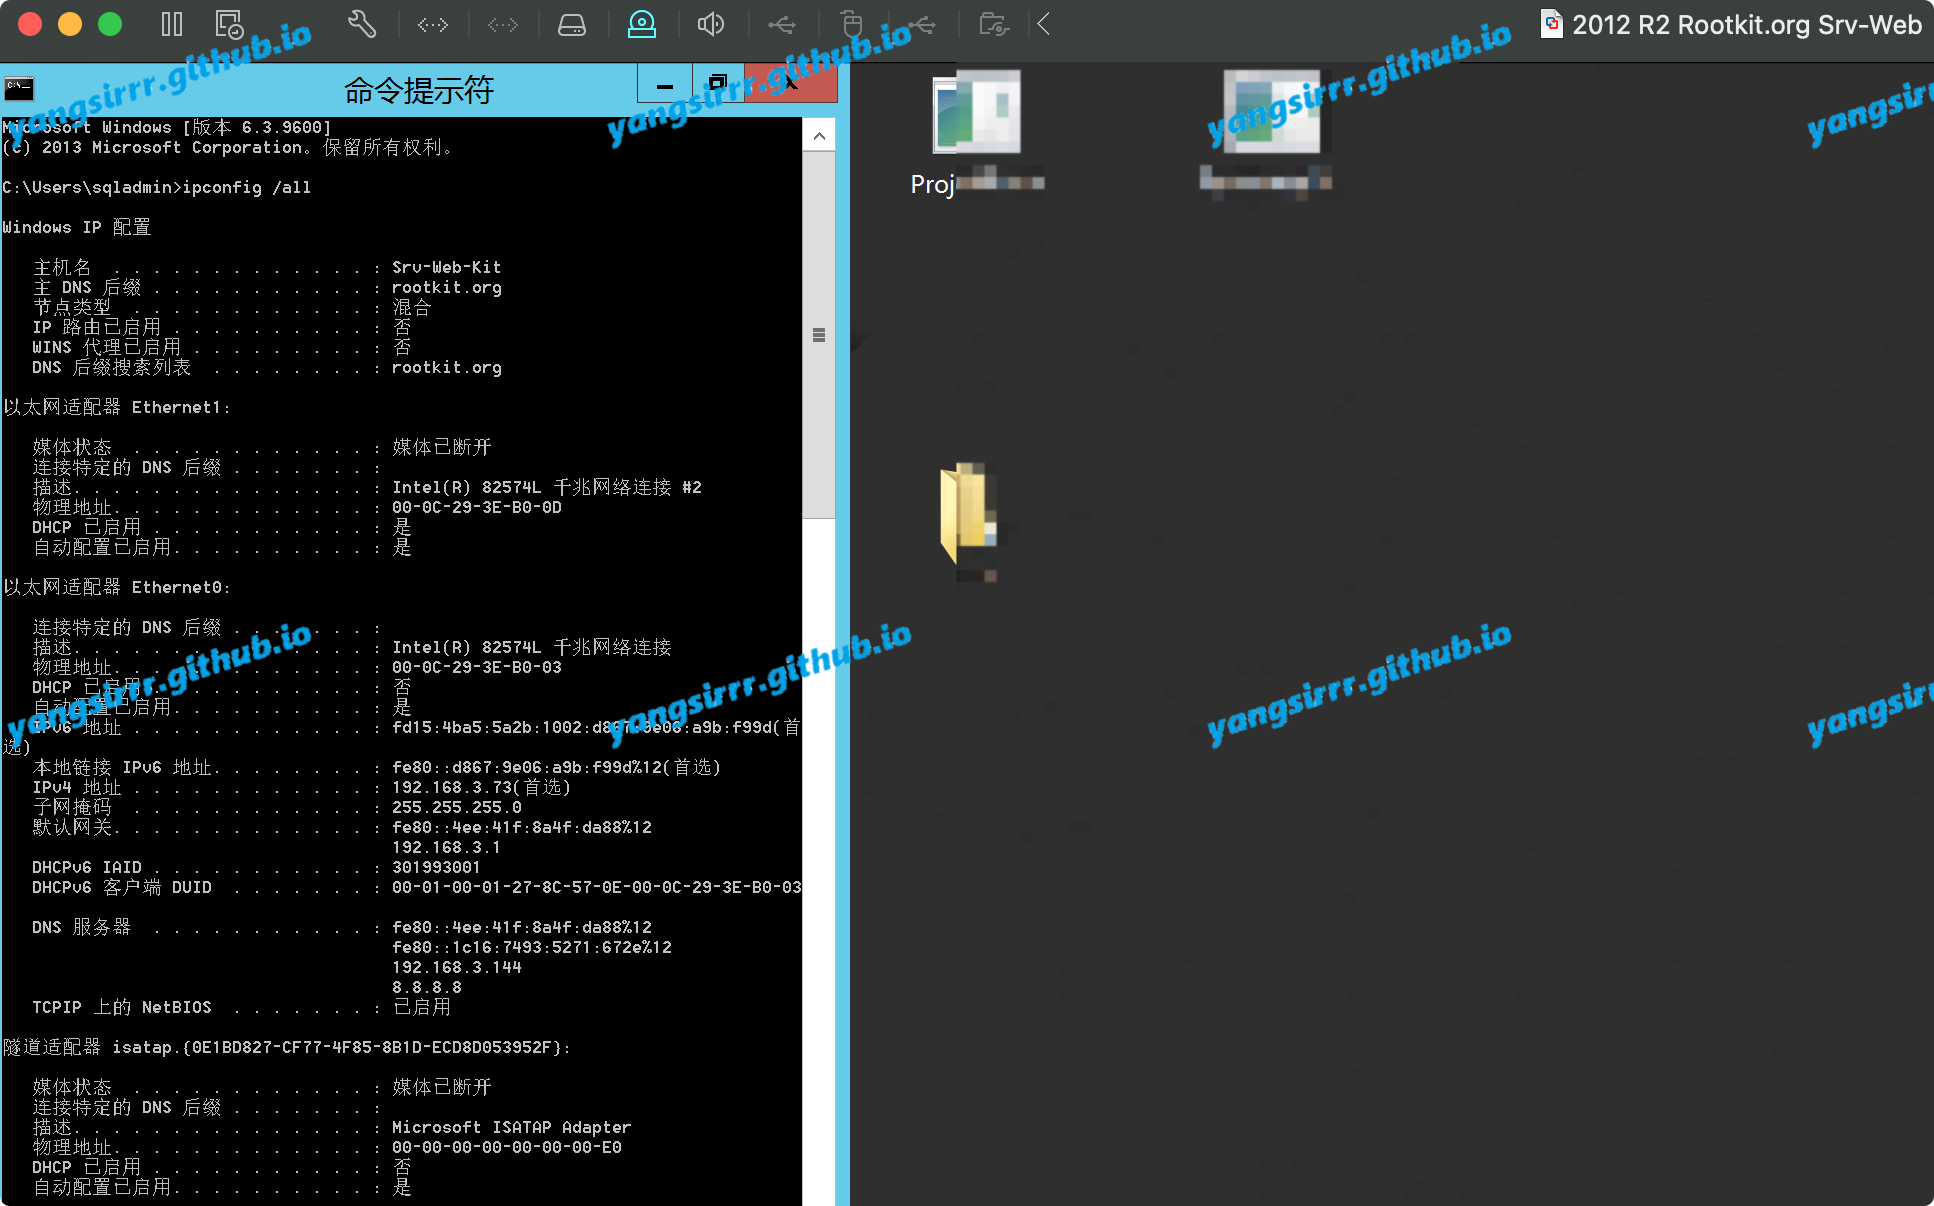 2012 R2 Rootkit.org Srv-Web
命令提示符
Microsoft Windows [版本 6.3.9600]
(c) 2013 Microsoft Corporation。保留所有权利。
C:\Users\sqladmin>ipconfig /all
Windows IP 配置
主机名 . . . . . . . . . . . . . : Srv-Web-Kit
主 DNS 后缀 . . . . . . . . . . . : rootkit.org
节点类型 . . . . . . . . . . . . : 混合
IP 路由已启用 . . . . . . . . . . : 否
WINS 代理已启用 . . . . . . . . . : 否
DNS 后缀搜索列表 . . . . . . . . : rootkit.org
以太网适配器 Ethernet1:
媒体状态 . . . . . . . . . . . . : 媒体已断开
连接特定的 DNS 后缀 . . . . . . . :
描述. . . . . . . . . . . . . . . : Intel(R) 82574L 千兆网络连接 #2
物理地址. . . . . . . . . . . . . : 00-0C-29-3E-B0-0D
DHCP 已启用 . . . . . . . . . . . : 是
自动配置已启用. . . . . . . . . . : 是
以太网适配器 Ethernet0:
连接特定的 DNS 后缀 . . . . . . . :
描述. . . . . . . . . . . . . . . : Intel(R) 82574L 千兆网络连接
物理地址. . . . . . . . . . . . . : 00-0C-29-3E-B0-03
DHCP 已启用 . . . . . . . . . . . : 否
自动配置已启用. . . . . . . . . . : 是
IPv6 地址 . . . . . . . . . . . . : fd15:4ba5:5a2b:1002:d867:9e06:a9b:f99d(首
选)
本地链接 IPv6 地址. . . . . . . . : fe80::d867:9e06:a9b:f99d%12(首选)
IPv4 地址 . . . . . . . . . . . . : 192.168.3.73(首选)
子网掩码 . . . . . . . . . . . . : 255.255.255.0
默认网关. . . . . . . . . . . . . : fe80::4ee:41f:8a4f:da88%12
192.168.3.1
DHCPv6 IAID . . . . . . . . . . . : 301993001
DHCPv6 客户端 DUID . . . . . . . : 00-01-00-01-27-8C-57-0E-00-0C-29-3E-B0-03
DNS 服务器 . . . . . . . . . . . : fe80::4ee:41f:8a4f:da88%12
fe80::1c16:7493:5271:672e%12
192.168.3.144
8.8.8.8
TCPIP 上的 NetBIOS . . . . . . . : 已启用
隧道适配器 isatap.{0E1BD827-CF77-4F85-8B1D-ECD8D053952F}:
媒体状态 . . . . . . . . . . . . : 媒体已断开
连接特定的 DNS 后缀 . . . . . . . :
描述. . . . . . . . . . . . . . . : Microsoft ISATAP Adapter
物理地址. . . . . . . . . . . . . : 00-00-00-00-00-00-00-E0
DHCP 已启用 . . . . . . . . . . . : 否
自动配置已启用. . . . . . . . . . : 是
Proj
yangsirrr.github.io
yangsirrr.github.io
yangsirrr.github.io
yangsirr
yangsirrr.github.io
yangsirrr.github.io
yangsirrr.github.io
yangsirr